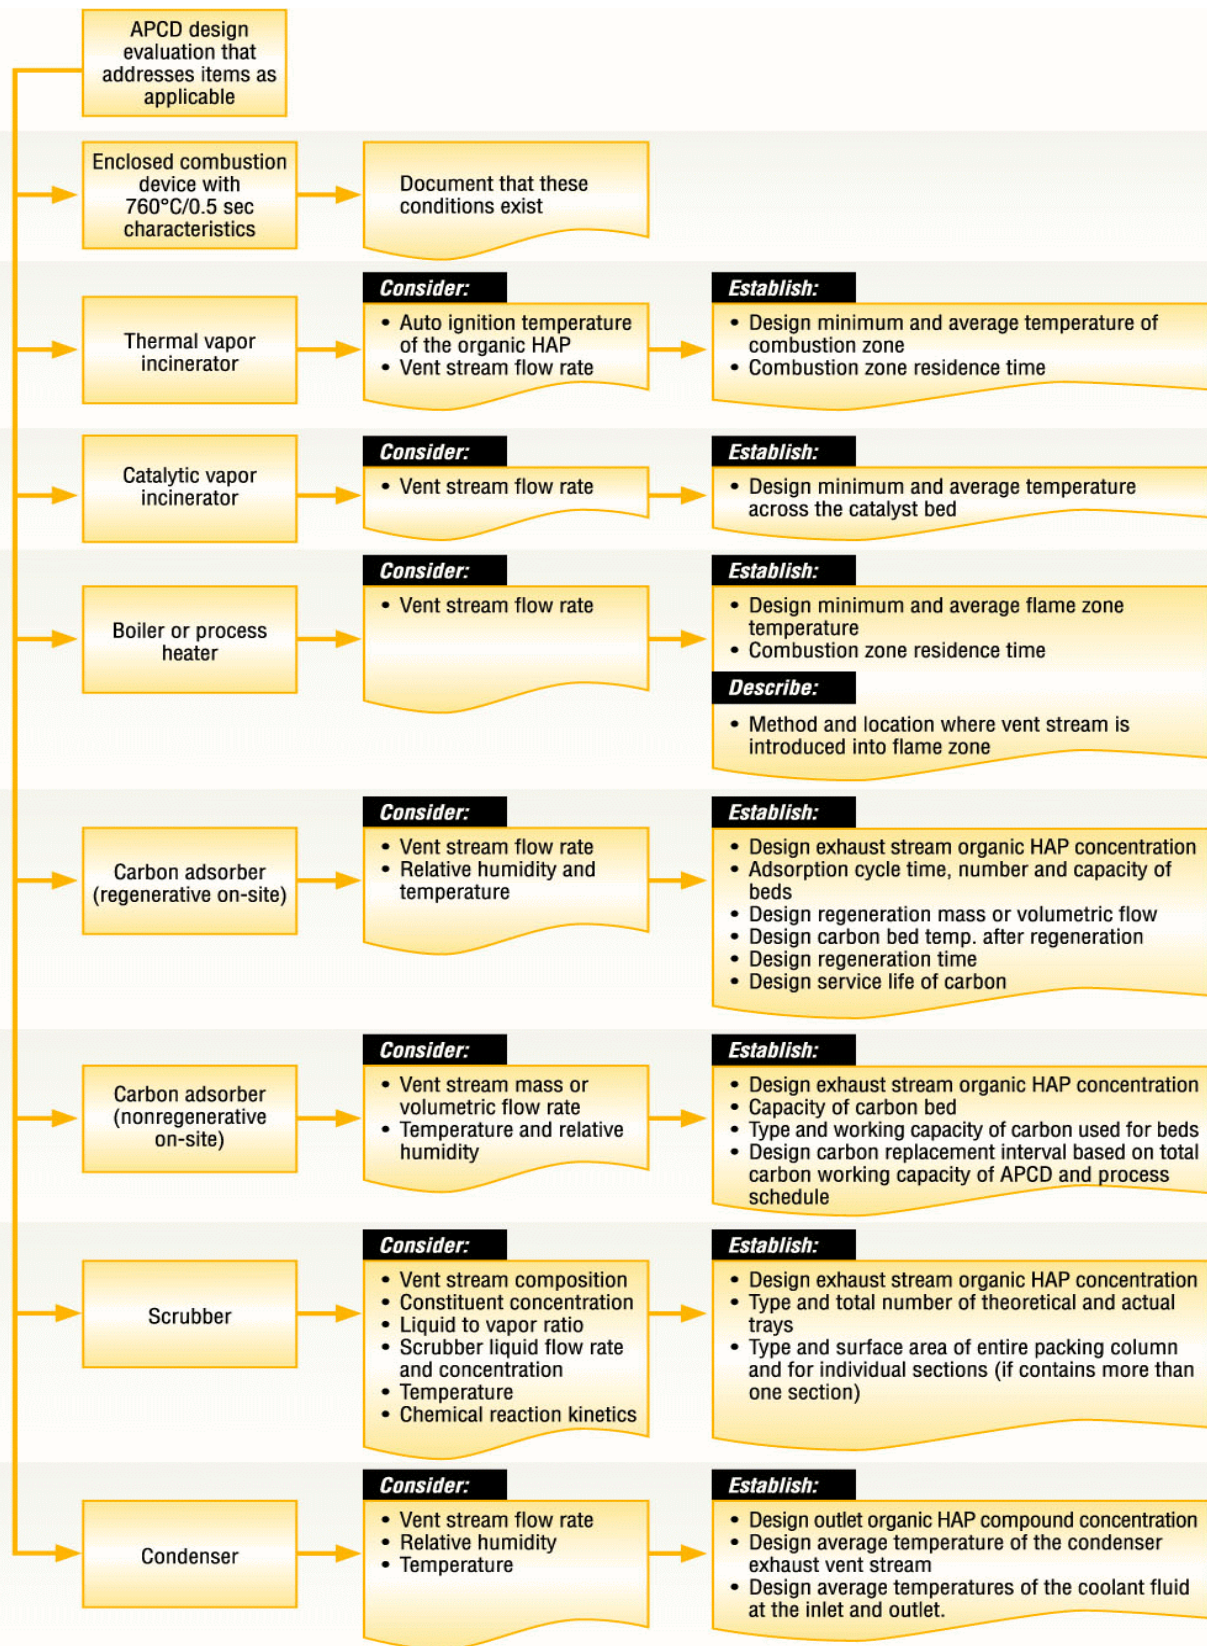 APCD design
evaluation that
addresses items as
applicable
Enclosed combustion
device with
760°C/0.5 sec
characteristics
Document that these
conditions exist
Thermal vapor
incinerator
Consider:
• Auto ignition temperature
of the organic HAP
• Vent stream flow rate
Establish:
• Design minimum and average temperature of
combustion zone
• Combustion zone residence time
Catalytic vapor
incinerator
Consider:
• Vent stream flow rate
Establish:
• Design minimum and average temperature
across the catalyst bed
Boiler or process
heater
Consider:
• Vent stream flow rate
Establish:
• Design minimum and average flame zone
temperature
• Combustion zone residence time
Describe:
• Method and location where vent stream is
introduced into flame zone
Carbon adsorber
(regenerative on-site)
Consider:
• Vent stream flow rate
• Relative humidity and
temperature
Establish:
• Design exhaust stream organic HAP concentration
• Adsorption cycle time, number and capacity of
beds
• Design regeneration mass or volumetric flow
• Design carbon bed temp. after regeneration
• Design regeneration time
• Design service life of carbon
Carbon adsorber
(nonregenerative
on-site)
Consider:
• Vent stream mass or
volumetric flow rate
• Temperature and relative
humidity
Establish:
• Design exhaust stream organic HAP concentration
• Capacity of carbon bed
• Type and working capacity of carbon used for beds
• Design carbon replacement interval based on total
carbon working capacity of APCD and process
schedule
Scrubber
Consider:
• Vent stream composition
• Constituent concentration
• Liquid to vapor ratio
• Scrubber liquid flow rate
and concentration
• Temperature
• Chemical reaction kinetics
Establish:
• Design exhaust stream organic HAP concentration
• Type and total number of theoretical and actual
trays
• Type and surface area of entire packing column
and for individual sections (if contains more than
one section)
Condenser
Consider:
• Vent stream flow rate
• Relative humidity
• Temperature
Establish:
• Design outlet organic HAP compound concentration
• Design average temperature of the condenser
exhaust vent stream
• Design average temperatures of the coolant fluid
at the inlet and outlet.